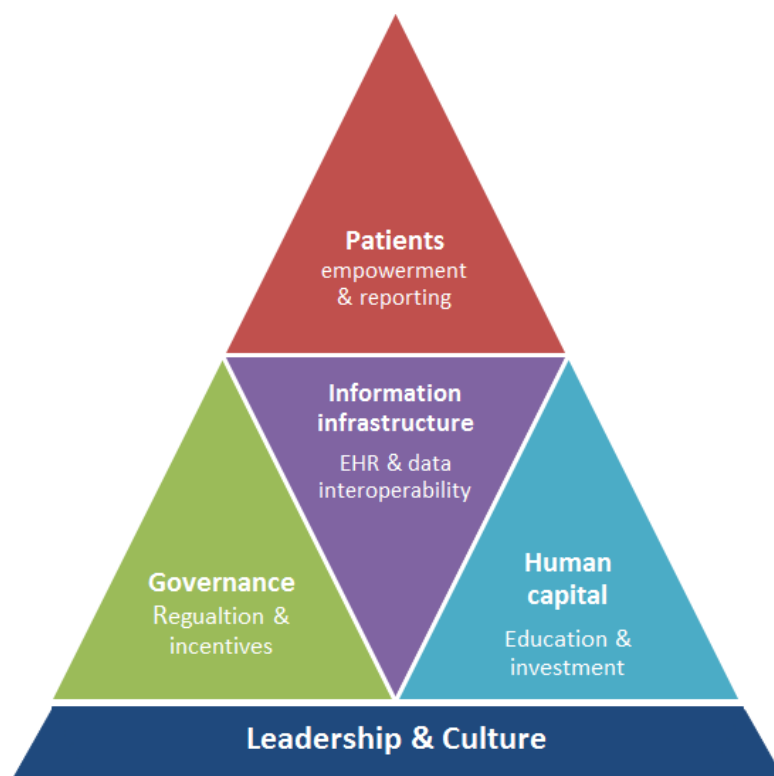 Patients
empowerment
& reporting
Information
infrastructure
EHR & data
interoperability
Governance
Regualtion &
incentives
Human
capital
Education &
investment
Leadership & Culture